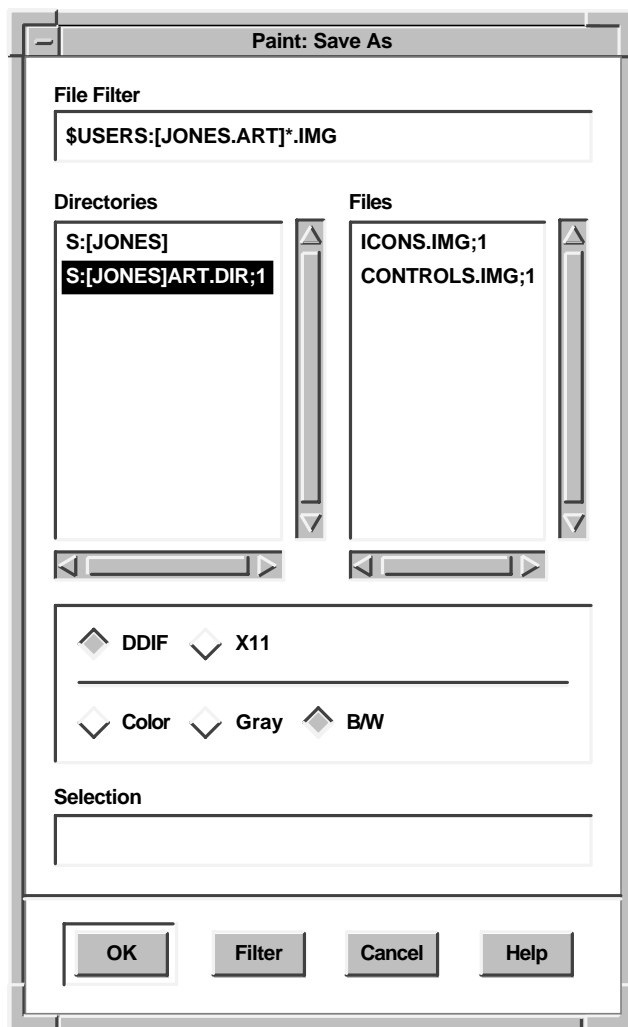 Paint: Save As
File Filter
$USERS:[JONES.ART]*.IMG
Directories
S:[JONES]
S:[JONES]ART.DIR;1
Files
ICONS.IMG;1
CONTROLS.IMG;1
DDIF X11
Color Gray B/W
Selection
OK Filter Cancel Help